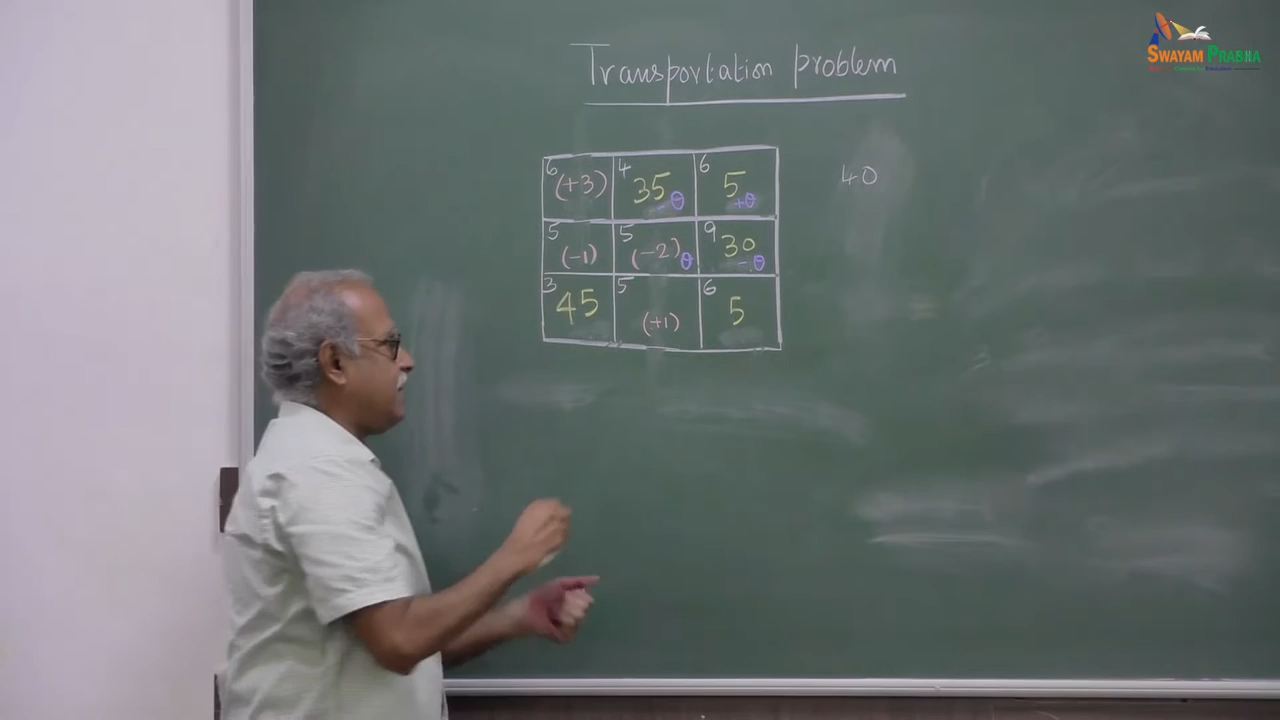 SWAYAM PRABHA
Transportation problem
6 (+3) 4 35 -θ 6 5 +θ 40
5 (-1) 5 (-2) θ 9 30 -θ
3 45 5 (+1) 6 5